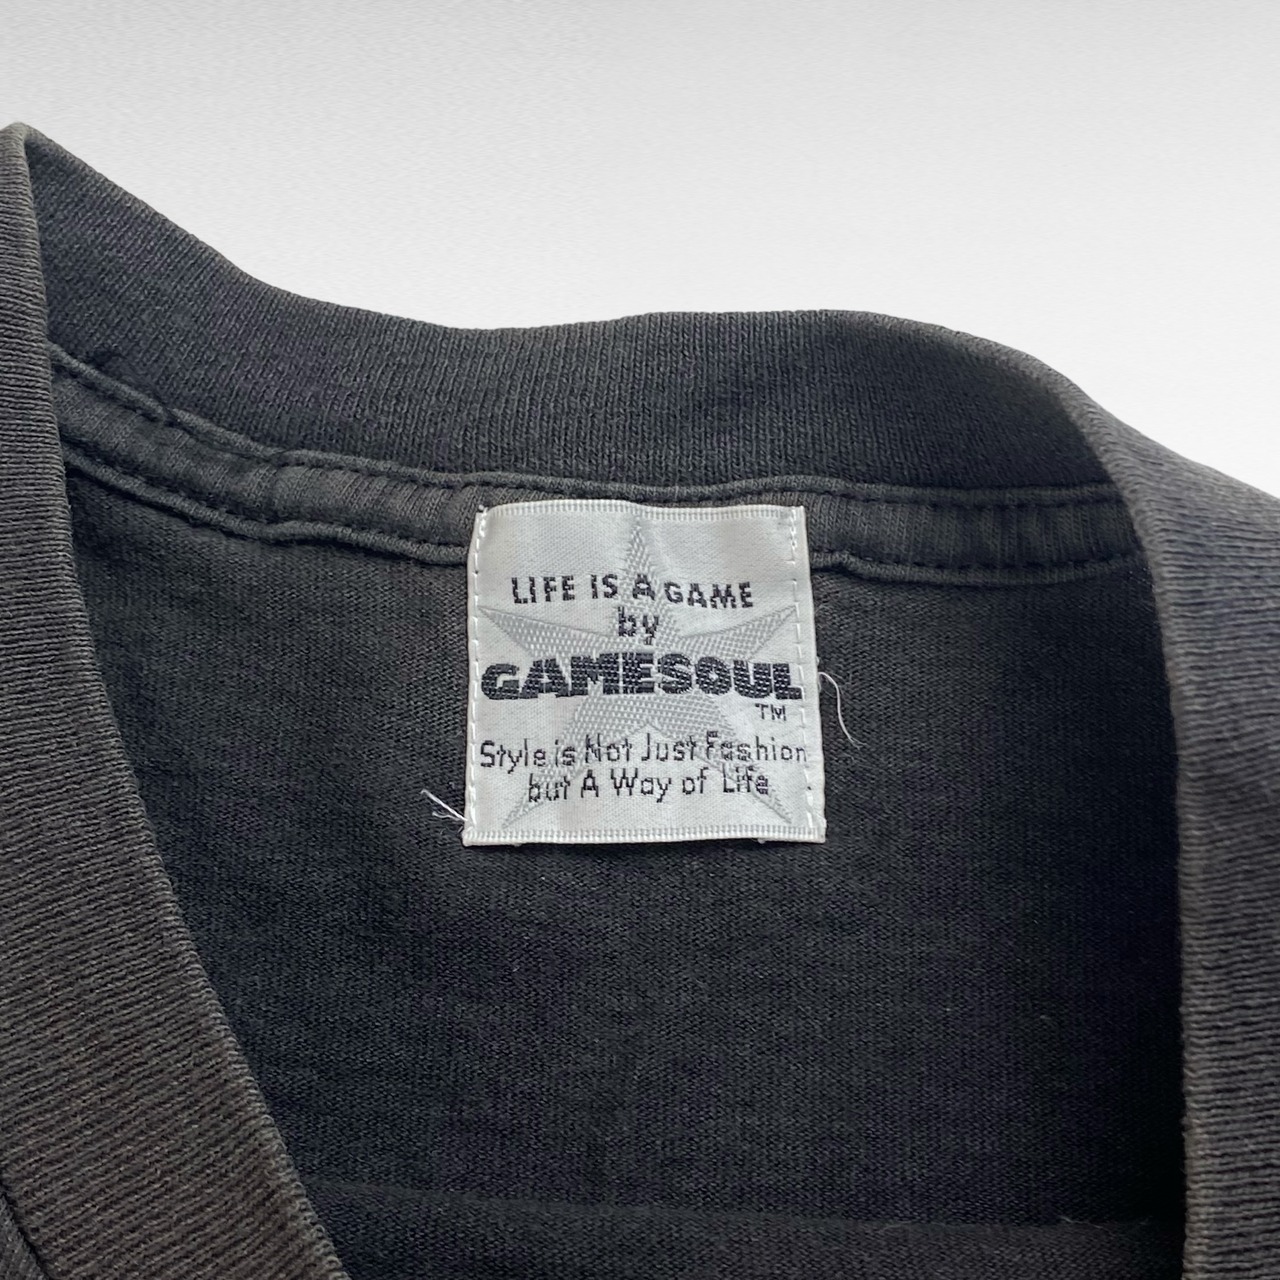 LIFE IS A GAME
by
GAMESOUL
TM
Style is Not Just Fashion
but A Way of Life